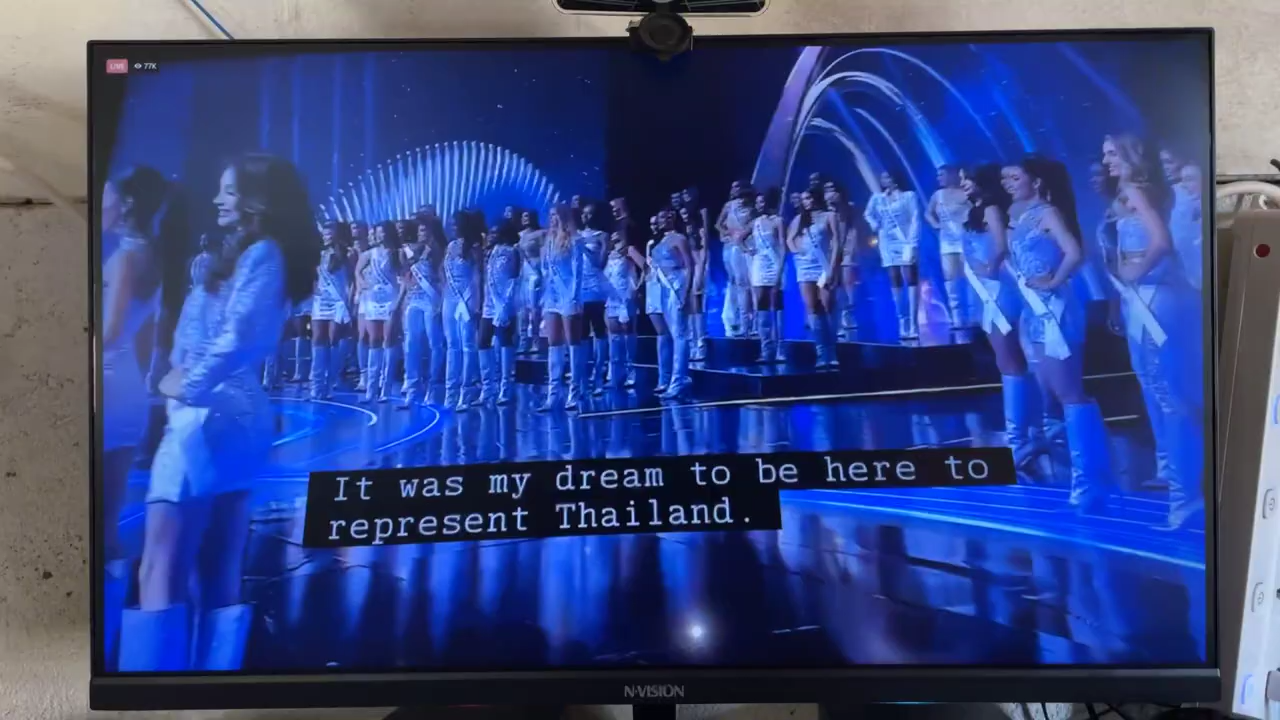 LIVE 77K
It was my dream to be here to
represent Thailand.
N-VISION